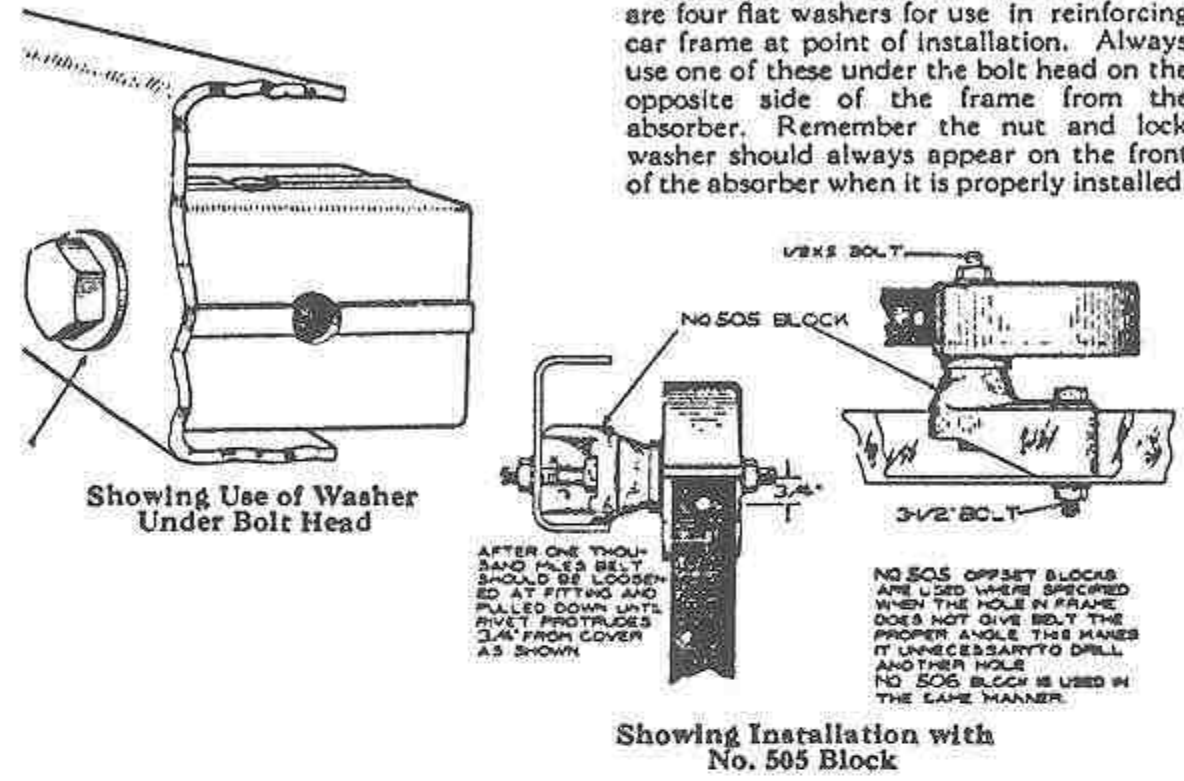 are four flat washers for use in reinforcing
car frame at point of installation. Always
use one of these under the bolt head on the
opposite side of the frame from the
absorber. Remember the nut and lock
washer should always appear on the front
of the absorber when it is properly installed
Showing Use of Washer
Under Bolt Head
1/2X5 BOLT
NO 505 BLOCK
3/4"
3-1/2" BOLT
AFTER ONE THOU-
SAND MILES BELT
SHOULD BE LOOSEN-
ED AT FITTING AND
PULLED DOWN UNTIL
RIVET PROTRUDES
3/4" FROM COVER
AS SHOWN
NO 505 OFFSET BLOCKS
ARE USED WHERE SPECIFIED
WHEN THE HOLE IN FRAME
DOES NOT GIVE BELT THE
PROPER ANGLE THIS MAKES
IT UNNECESSARY TO DRILL
ANOTHER HOLE
NO 506 BLOCK IS USED IN
THE SAME MANNER.
Showing Installation with
No. 505 Block